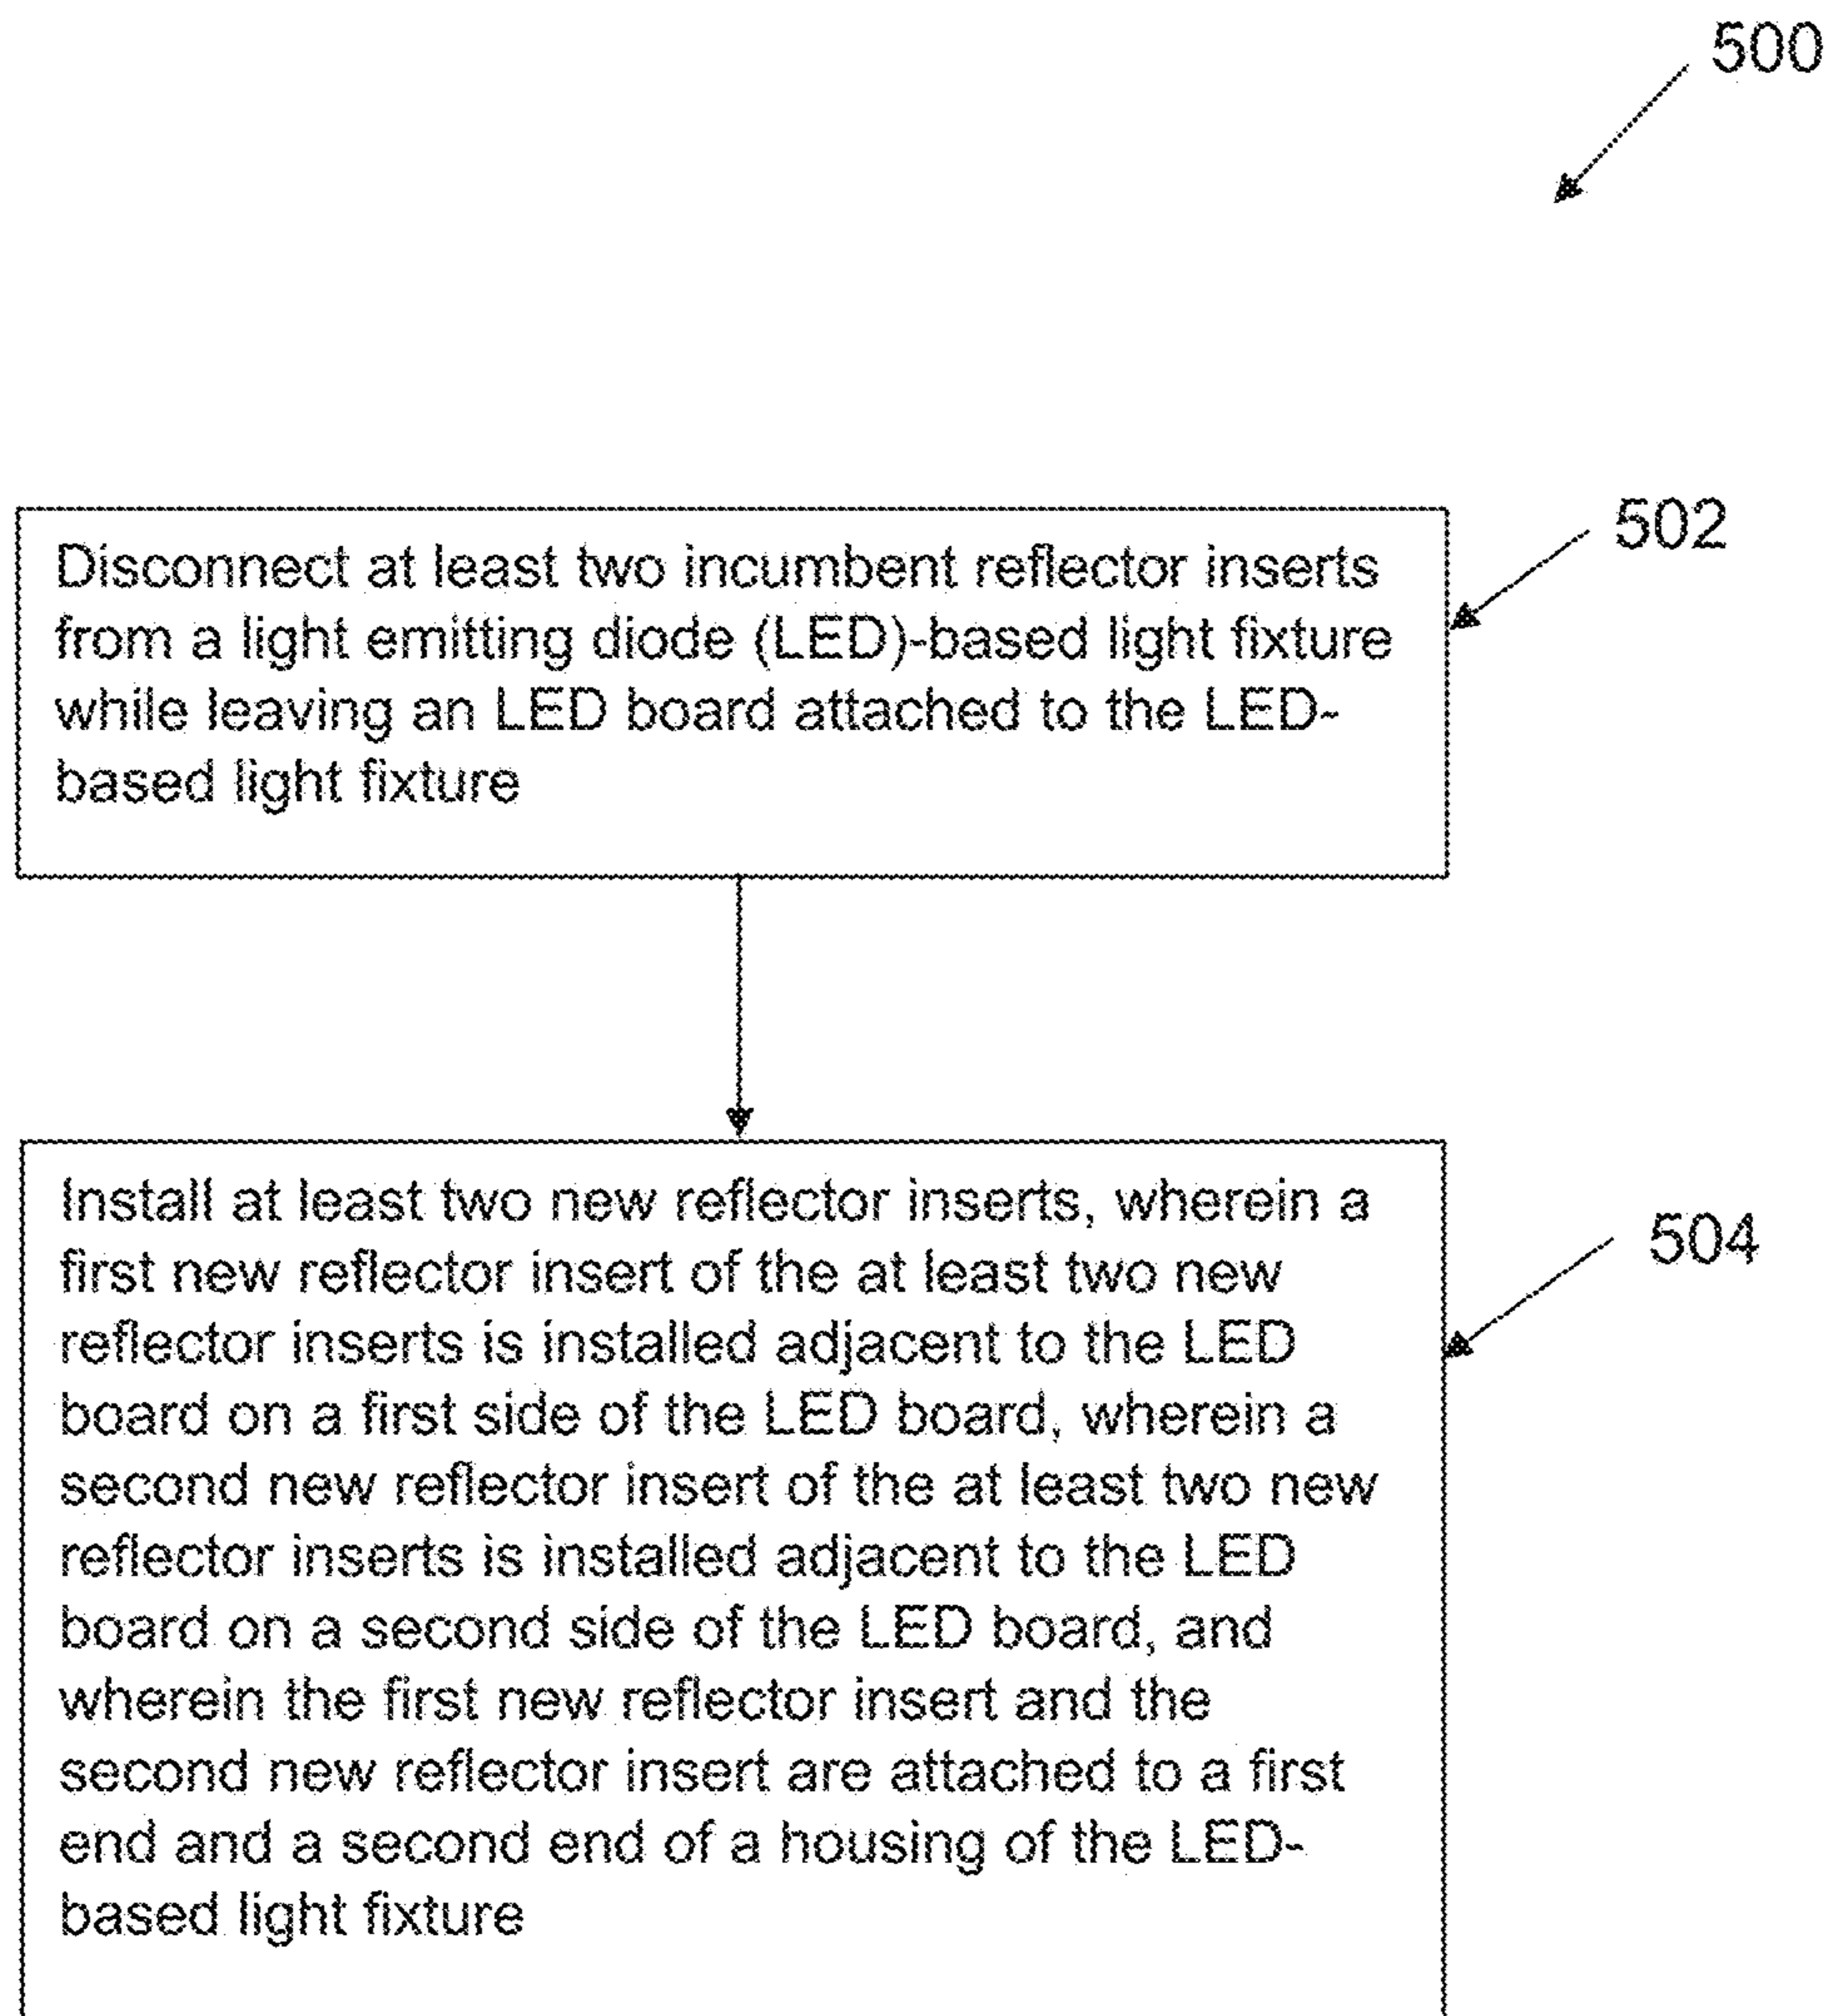 500
502
Disconnect at least two incumbent reflector inserts
from a light emitting diode (LED)-based light fixture
while leaving an LED board attached to the LED-
based light fixture
504
Install at least two new reflector inserts, wherein a
first new reflector insert of the at least two new
reflector inserts is installed adjacent to the LED
board on a first side of the LED board, wherein a
second new reflector insert of the at least two new
reflector inserts is installed adjacent to the LED
board on a second side of the LED board, and
wherein the first new reflector insert and the
second new reflector insert are attached to a first
end and a second end of a housing of the LED-
based light fixture